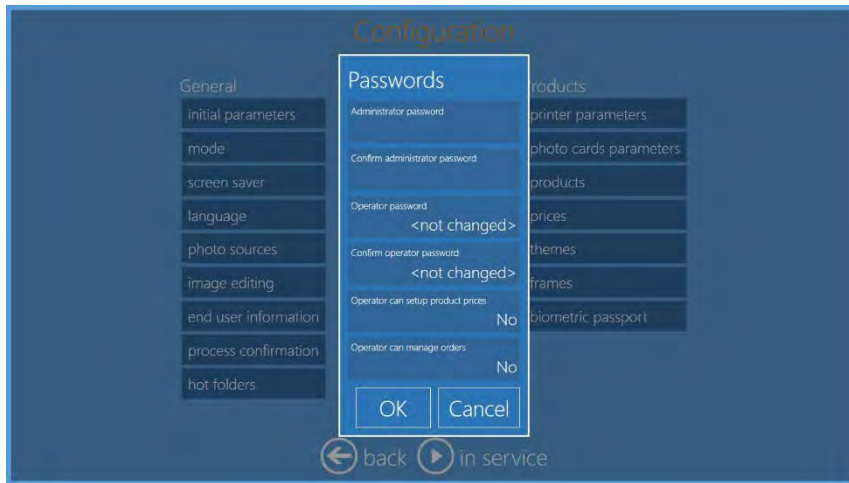 Configuration
General
initial parameters
mode
screen saver
language
photo sources
image editing
end user information
process confirmation
hot folders
Passwords
Administrator password
Confirm administrator password
Operator password
<not changed>
Confirm operator password
<not changed>
Operator can setup product prices
No
Operator can manage orders
No
OK
Cancel
roducts
printer parameters
photo cards parameters
products
prices
themes
frames
biometric passport
back
in service